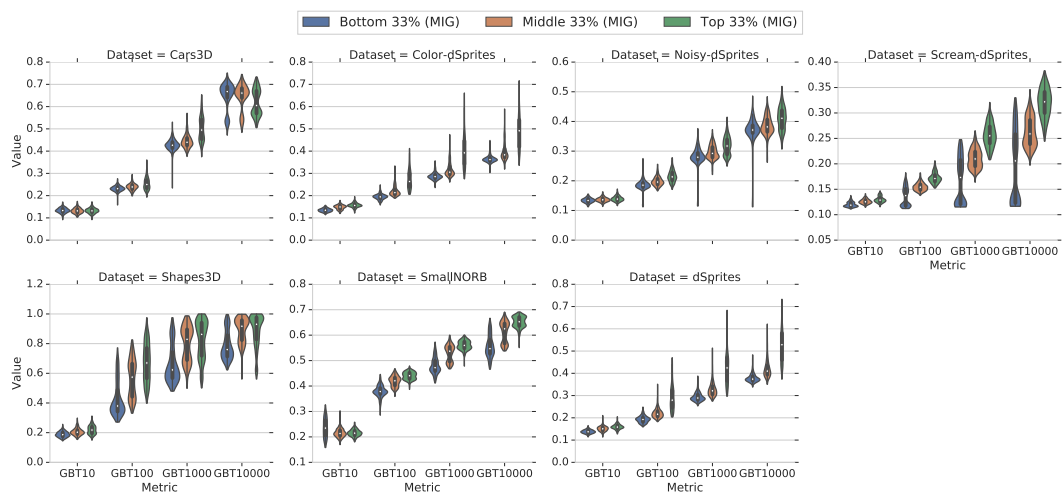 Bottom 33% (MIG) Middle 33% (MIG) Top 33% (MIG)
Dataset = Cars3D Dataset = Color-dSprites Dataset = Noisy-dSprites Dataset = Scream-dSprites
0.8 0.8 0.6 0.40
0.7 0.7 0.5 0.35
0.6 0.6 0.4 0.30
0.5 0.5 0.3 0.25
0.4 0.4 0.2 0.20
0.3 0.3 0.1 0.15
0.2 0.2 0.0 0.10
0.1 0.1 0.05
0.0 0.0
Value
GBT10 GBT100 GBT1000 GBT10000
Metric
Dataset = Shapes3D Dataset = SmallNORB Dataset = dSprites
1.2 0.8 0.8
1.0 0.7 0.7
0.8 0.6 0.6
0.6 0.5 0.5
0.4 0.4 0.4
0.2 0.3 0.3
0.0 0.2 0.2
0.1 0.1
0.0
Value
GBT10 GBT100 GBT1000 GBT10000 GBT10 GBT100 GBT1000 GBT10000 GBT10 GBT100 GBT1000 GBT10000
Metric Metric Metric